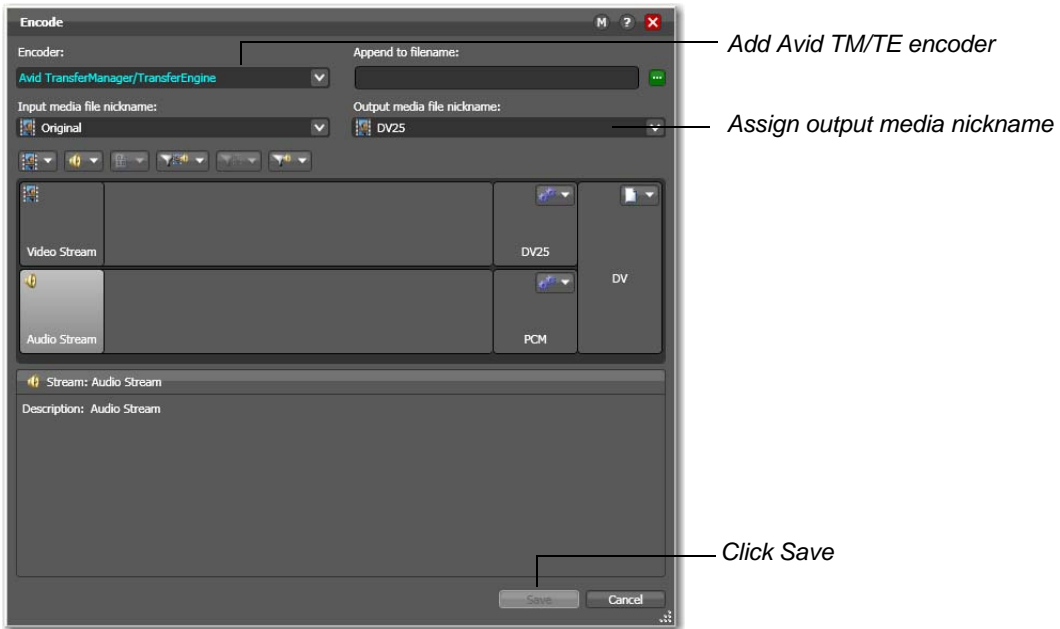 Encode
M ?
Add Avid TM/TE encoder
Encoder:
Append to filename:
Avid TransferManager/TransferEngine
Input media file nickname:
Output media file nickname:
Original
DV25
Assign output media nickname
Video Stream
DV25
DV
Audio Stream
PCM
Stream: Audio Stream
Description: Audio Stream
Click Save
Save
Cancel